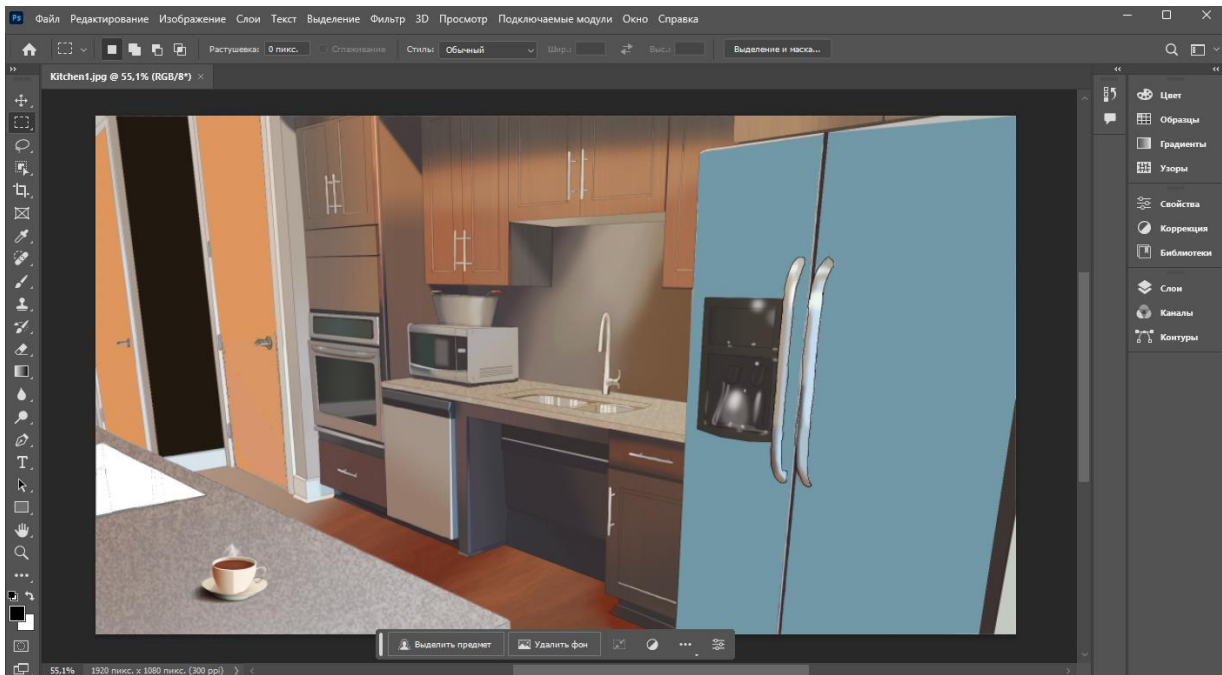 Ps Файл Редактирование Изображение Слои Текст Выделение Фильтр 3D Просмотр Подключаемые модули Окно Справка
Растушевка: 0 пикс. Сглаживание Стиль: Обычный Шир.: Выс.: Выделение и маска...
Kitchen1.jpg @ 55,1% (RGB/8*) ×
Цвет
Образцы
Градиенты
Узоры
Свойства
Коррекция
Библиотеки
Слои
Каналы
Контуры
Выделить предмет Удалить фон
55,1% 1920 пикс. x 1080 пикс. (300 ppi)